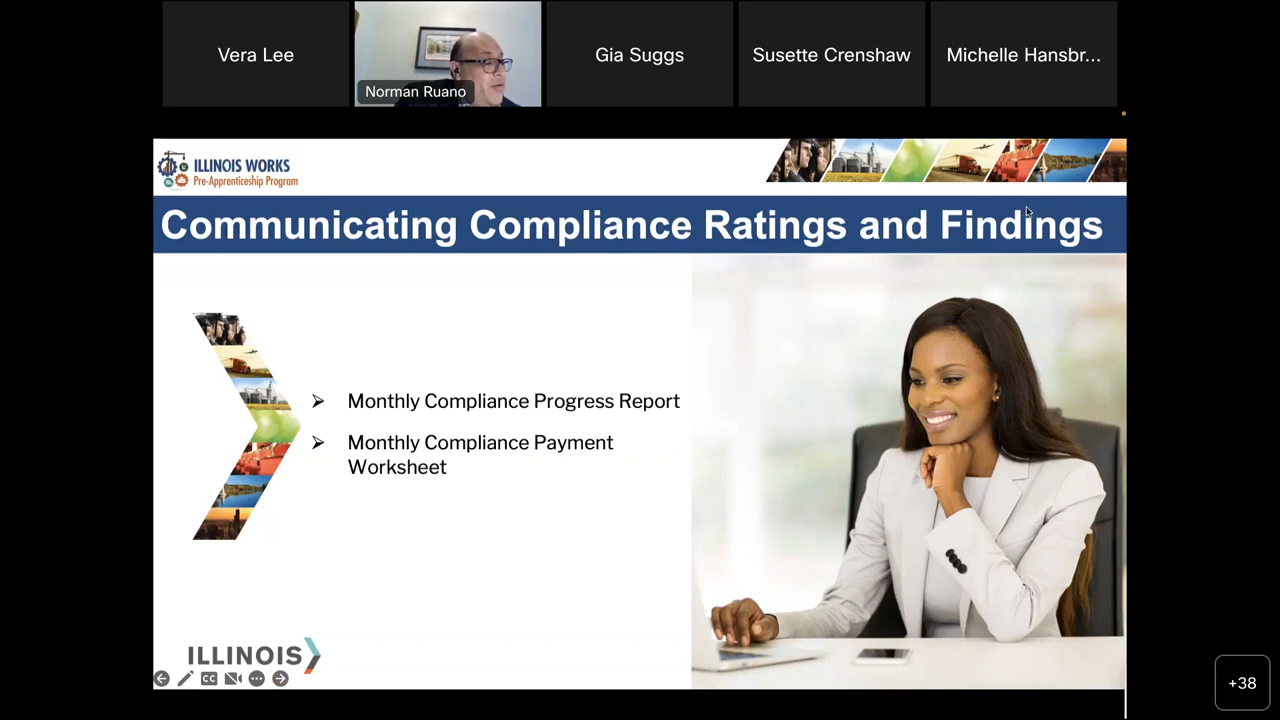 Vera Lee
Norman Ruano
Gia Suggs
Susette Crenshaw
Michelle Hansbr...
ILLINOIS WORKS
Pre-Apprenticeship Program
Communicating Compliance Ratings and Findings
Monthly Compliance Progress Report
Monthly Compliance Payment
Worksheet
ILLINOIS
CC
+38